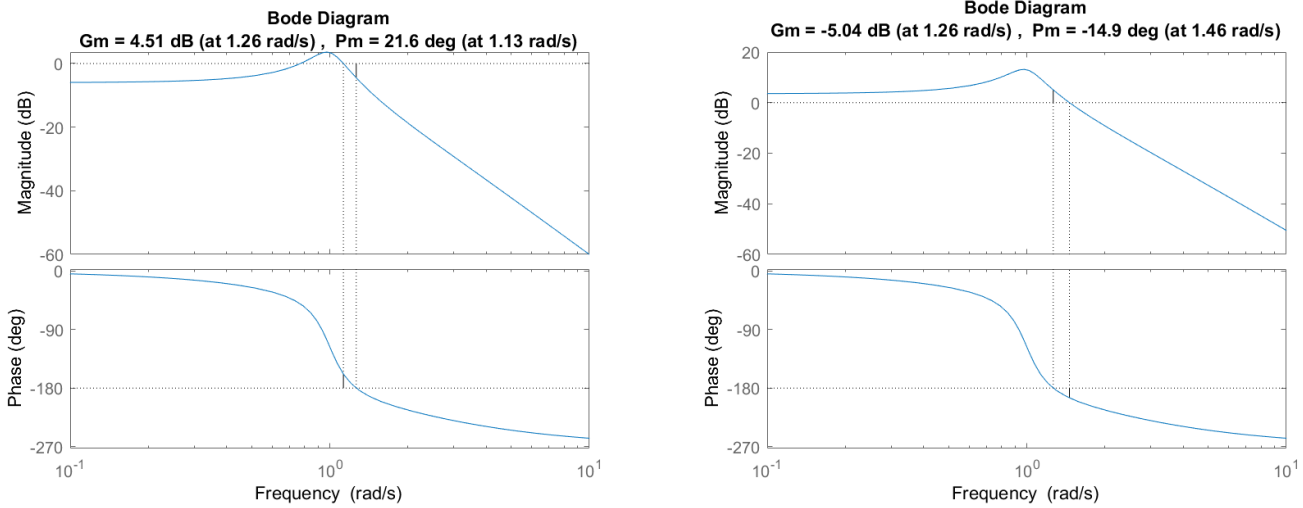 Bode Diagram
Gm = 4.51 dB (at 1.26 rad/s) , Pm = 21.6 deg (at 1.13 rad/s)
0
-20
-40
-60
Magnitude (dB)
0
-90
-180
-270
Phase (deg)
10^-1
10^0
10^1
Frequency (rad/s)
Bode Diagram
Gm = -5.04 dB (at 1.26 rad/s) , Pm = -14.9 deg (at 1.46 rad/s)
20
0
-20
-40
-60
Magnitude (dB)
0
-90
-180
-270
Phase (deg)
10^-1
10^0
10^1
Frequency (rad/s)